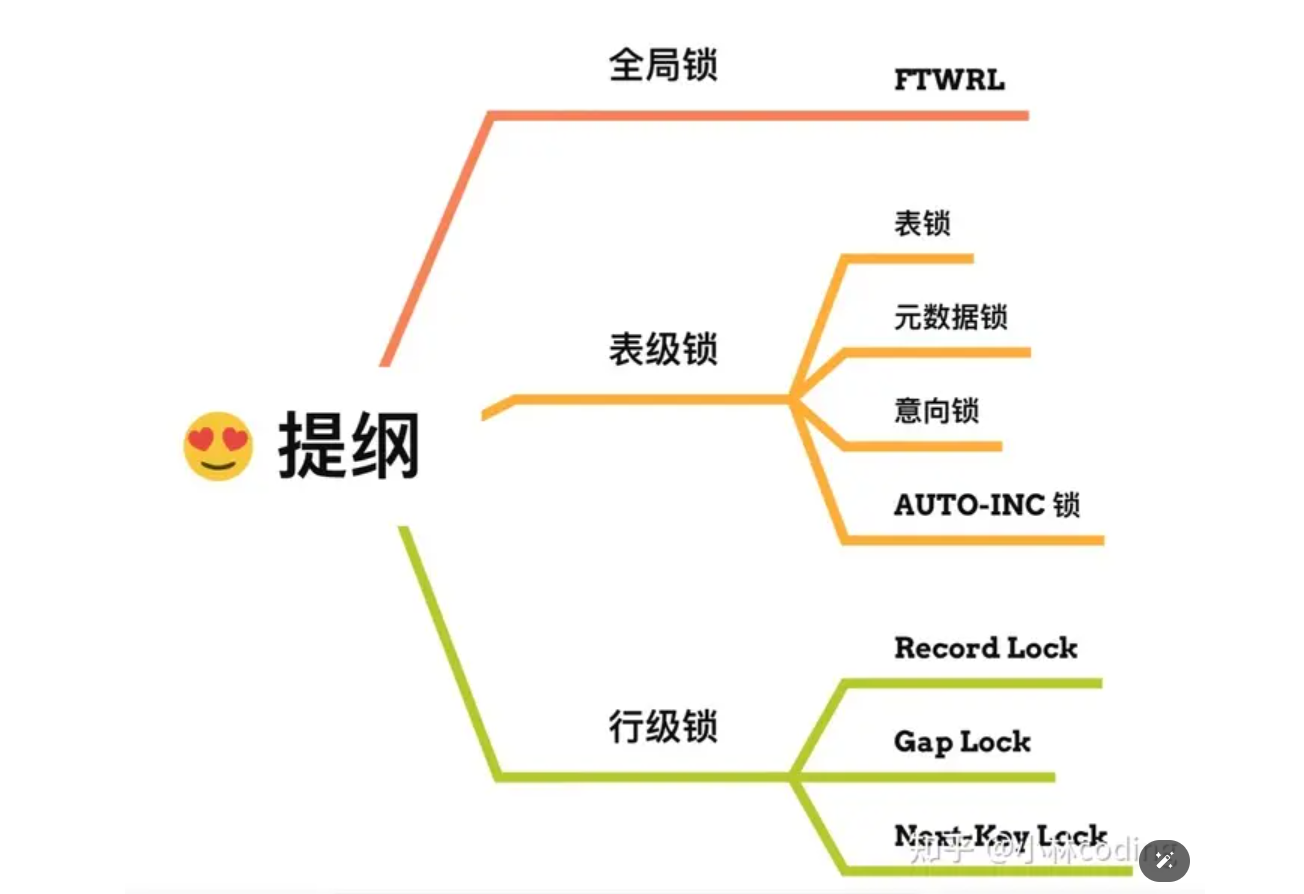 全局锁
FTWRL
表锁
元数据锁
表级锁
意向锁
😍 提纲
AUTO-INC 锁
Record Lock
行级锁
Gap Lock
Next-Key Lock
知乎 @小林coding